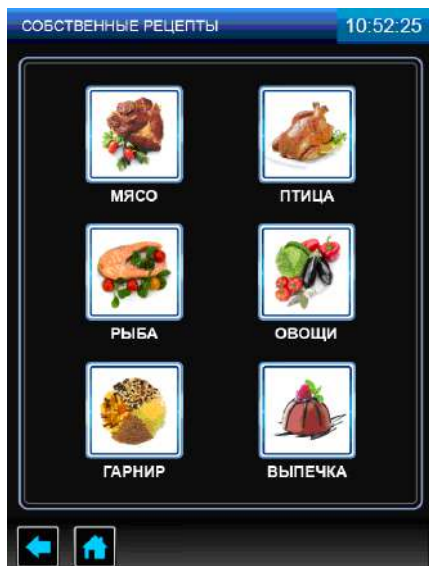 СОБСТВЕННЫЕ РЕЦЕПТЫ 10:52:25
МЯСО ПТИЦА
РЫБА ОВОЩИ
ГАРНИР ВЫПЕЧКА